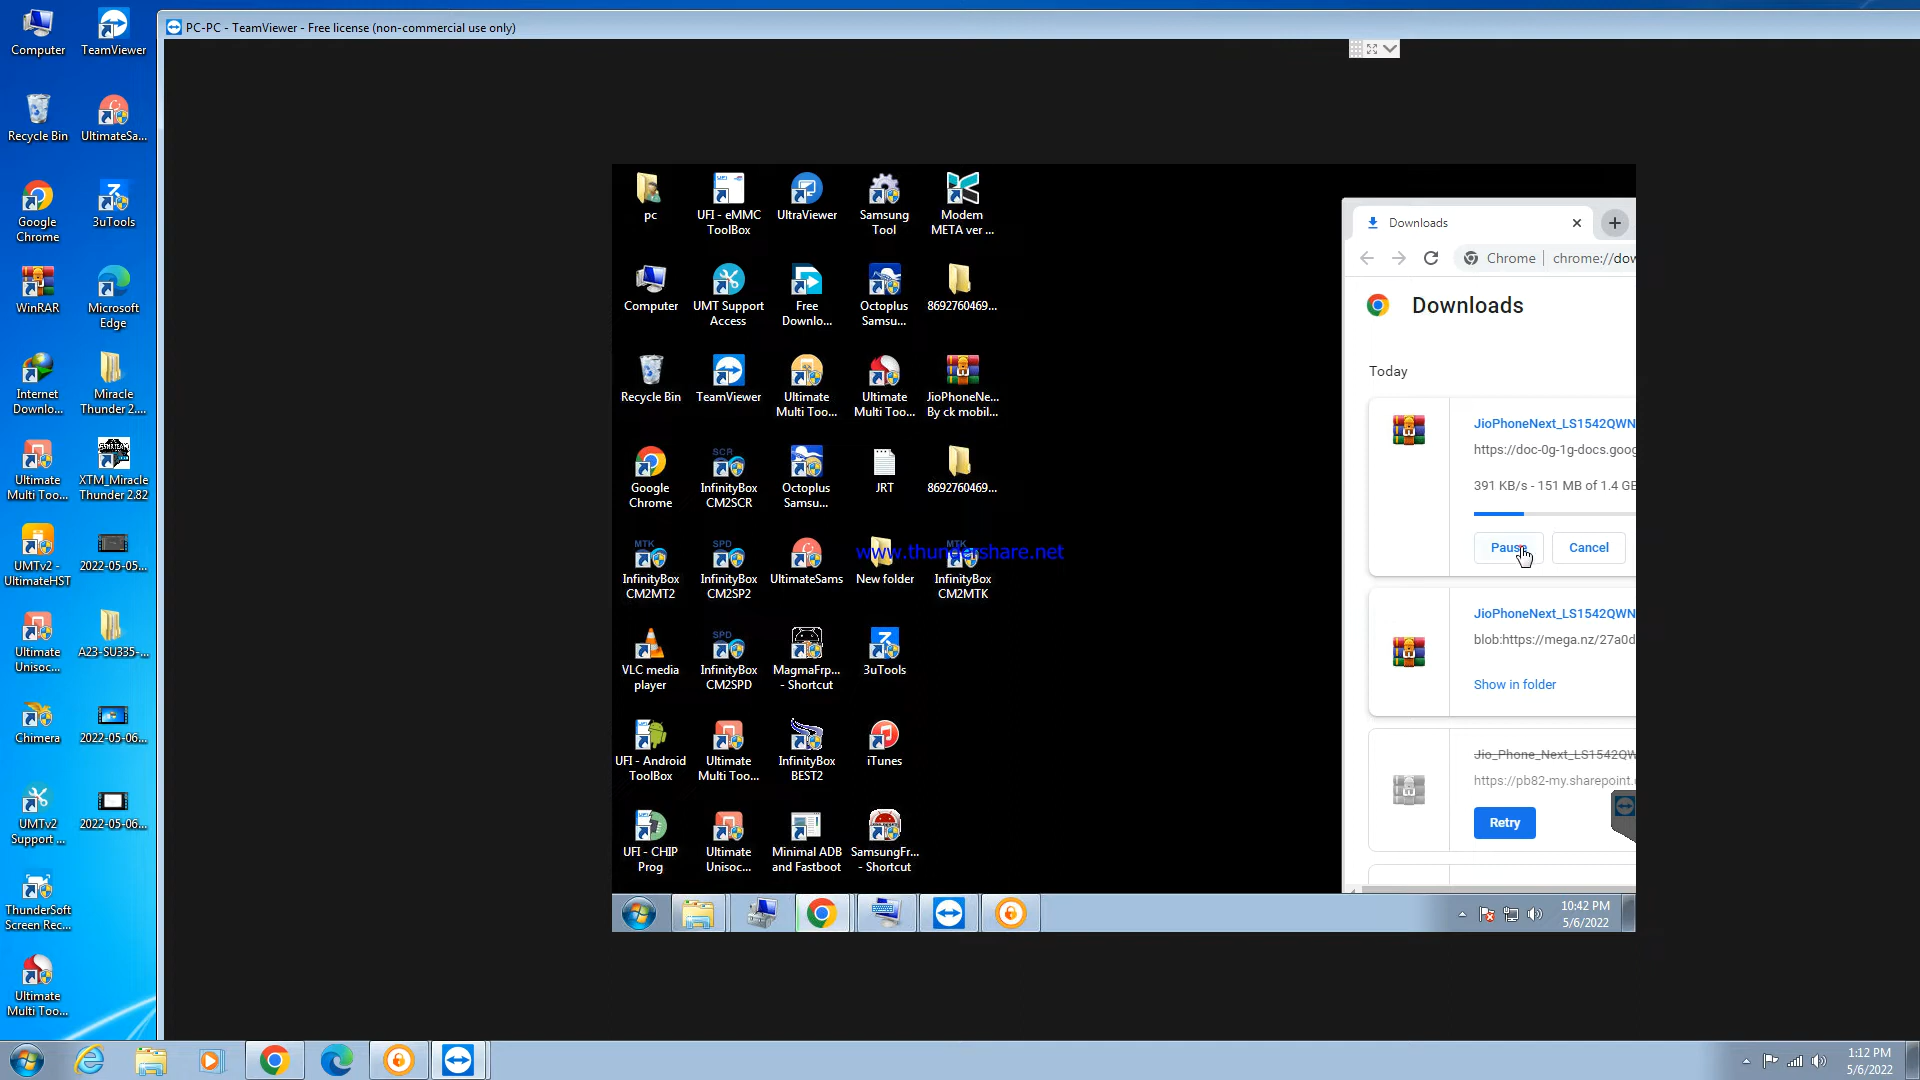 PC-PC - TeamViewer - Free license (non-commercial use only)
Computer
TeamViewer
Recycle Bin
UltimateSa...
Google
Chrome
3uTools
WinRAR
Microsoft
Edge
Internet
Downlo...
Miracle
Thunder 2....
Ultimate
Multi Too...
XTM_Miracle
Thunder 2.82
UMTv2 -
UltimateHST
2022-05-05...
Ultimate
Unisoc...
A23-SU335-...
Chimera
2022-05-06...
UMTv2
Support ...
2022-05-06...
ThunderSoft
Screen Rec...
Ultimate
Multi Too...
pc
UFI - eMMC
ToolBox
UltraViewer
Samsung
Tool
Modem
META ver ...
Computer
UMT Support
Access
Free
Downlo...
Octoplus
Samsu...
8692760469...
Recycle Bin
TeamViewer
Ultimate
Multi Too...
Ultimate
Multi Too...
JioPhoneNe...
By ck mobil...
Google
Chrome
SCR
InfinityBox
CM2SCR
Octoplus
Samsu...
JRT
8692760469...
www.thundershare.net
MTK
InfinityBox
CM2MT2
SPD
InfinityBox
CM2SP2
UltimateSams
New folder
MTK
InfinityBox
CM2MTK
VLC media
player
SPD
InfinityBox
CM2SPD
MagmaFrp...
- Shortcut
3uTools
UFI - Android
ToolBox
Ultimate
Multi Too...
InfinityBox
BEST2
iTunes
UFI - CHIP
Prog
Ultimate
Unisoc...
Minimal ADB
and Fastboot
SamsungFr...
- Shortcut
Downloads
Chrome
chrome://dow
Downloads
Today
JioPhoneNext_LS1542QWN
https://doc-0g-1g-docs.goog
391 KB/s - 151 MB of 1.4 GB
Pause
Cancel
JioPhoneNext_LS1542QWN
blob:https://mega.nz/27a0d
Show in folder
Jio_Phone_Next_LS1542QW
https://pb82-my.sharepoint.
Retry
10:42 PM
5/6/2022
1:12 PM
5/6/2022